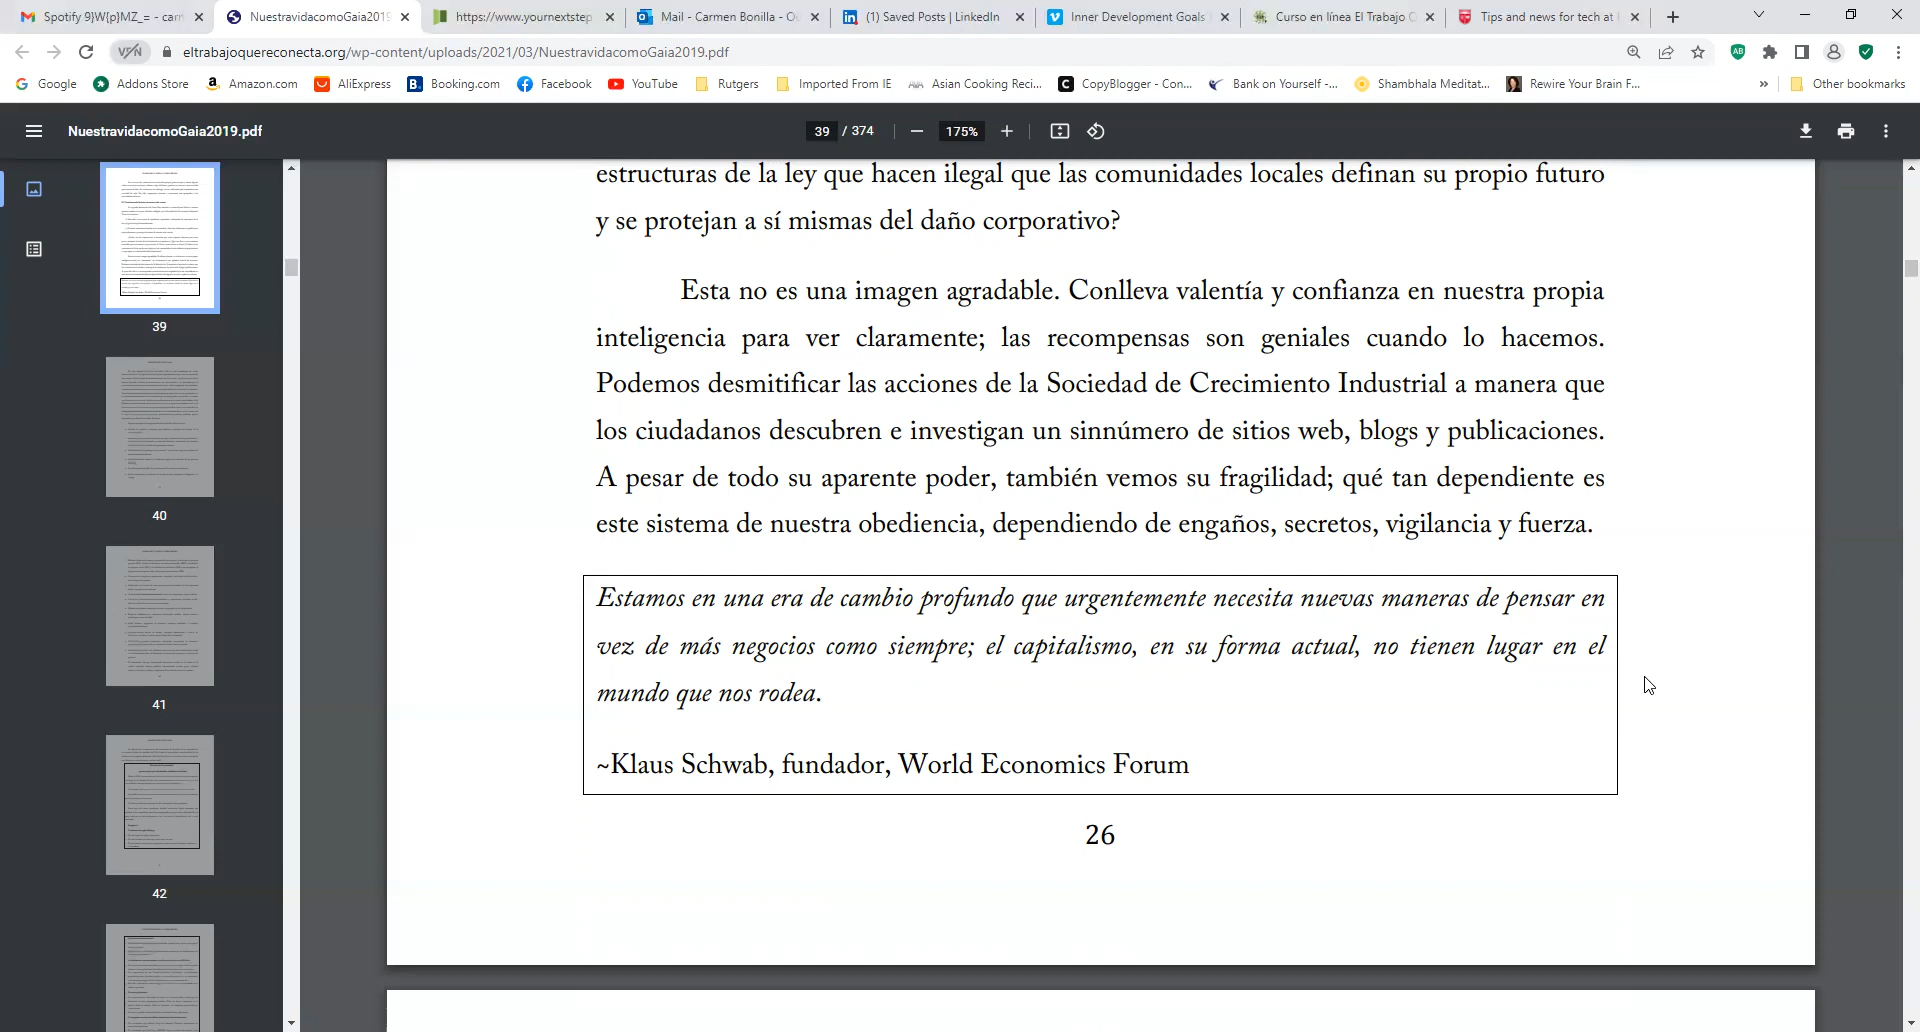 Spotify 9}W{p}MZ_= - carr
NuestravidacomoGaia2019
https://www.yournextstep
Mail - Carmen Bonilla - O
(1) Saved Posts | LinkedIn
Inner Development Goals
Curso en línea El Trabajo
Tips and news for tech at
VPN
eltrabajoquereconecta.org/wp-content/uploads/2021/03/NuestravidacomoGaia2019.pdf
Google
Addons Store
Amazon.com
AliExpress
Booking.com
Facebook
YouTube
Rutgers
Imported From IE
Asian Cooking Reci...
CopyBlogger - Con...
Bank on Yourself -...
Shambhala Meditat...
Rewire Your Brain F...
»
Other bookmarks
NuestravidacomoGaia2019.pdf
39 / 374
175%
39
40
41
42
estructuras de la ley que hacen ilegal que las comunidades locales definan su propio futuro
y se protejan a sí mismas del daño corporativo?
Esta no es una imagen agradable. Conlleva valentía y confianza en nuestra propia
inteligencia para ver claramente; las recompensas son geniales cuando lo hacemos.
Podemos desmitificar las acciones de la Sociedad de Crecimiento Industrial a manera que
los ciudadanos descubren e investigan un sinnúmero de sitios web, blogs y publicaciones.
A pesar de todo su aparente poder, también vemos su fragilidad; qué tan dependiente es
este sistema de nuestra obediencia, dependiendo de engaños, secretos, vigilancia y fuerza.
Estamos en una era de cambio profundo que urgentemente necesita nuevas maneras de pensar en
vez de más negocios como siempre; el capitalismo, en su forma actual, no tienen lugar en el
mundo que nos rodea.
~Klaus Schwab, fundador, World Economics Forum
26